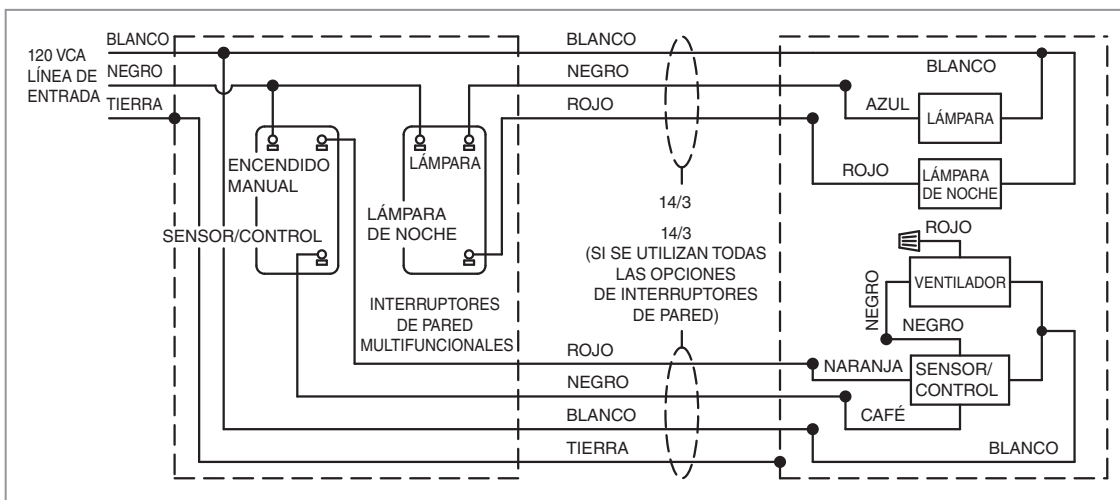 120 VCA
LÍNEA DE
ENTRADA
BLANCO
NEGRO
TIERRA
ENCENDIDO
MANUAL
SENSOR/CONTROL
LÁMPARA
LÁMPARA
DE NOCHE
INTERRUPTORES
DE PARED
MULTIFUNCIONALES
BLANCO
NEGRO
ROJO
14/3
14/3
(SI SE UTILIZAN TODAS
LAS OPCIONES
DE INTERRUPTORES
DE PARED)
ROJO
NEGRO
BLANCO
TIERRA
BLANCO
AZUL
LÁMPARA
ROJO
LÁMPARA
DE NOCHE
ROJO
VENTILADOR
NEGRO
NEGRO
NARANJA
SENSOR/
CONTROL
CAFÉ
BLANCO